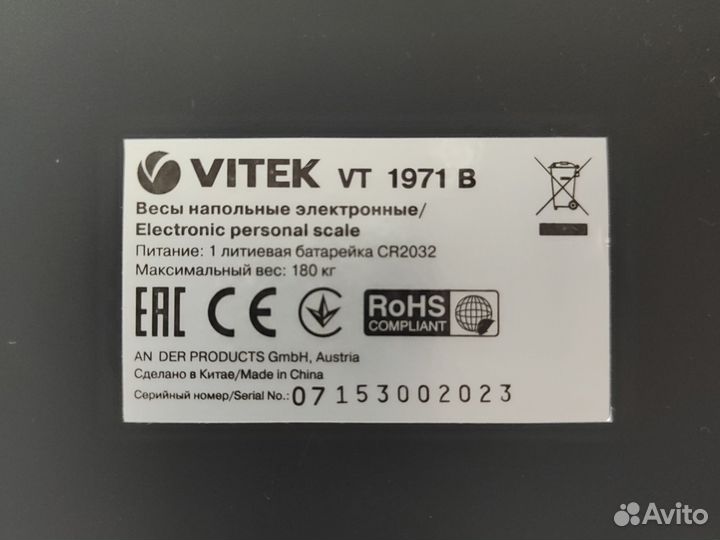 VITEK VT 1971 B
Весы напольные электронные/
Electronic personal scale
Питание: 1 литиевая батарейка CR2032
Максимальный вес: 180 кг
EAC CE RoHS
COMPLIANT
AN DER PRODUCTS GmbH, Austria
Сделано в Китае/Made in China
Серийный номер/Serial No.: 07153002023
Avito